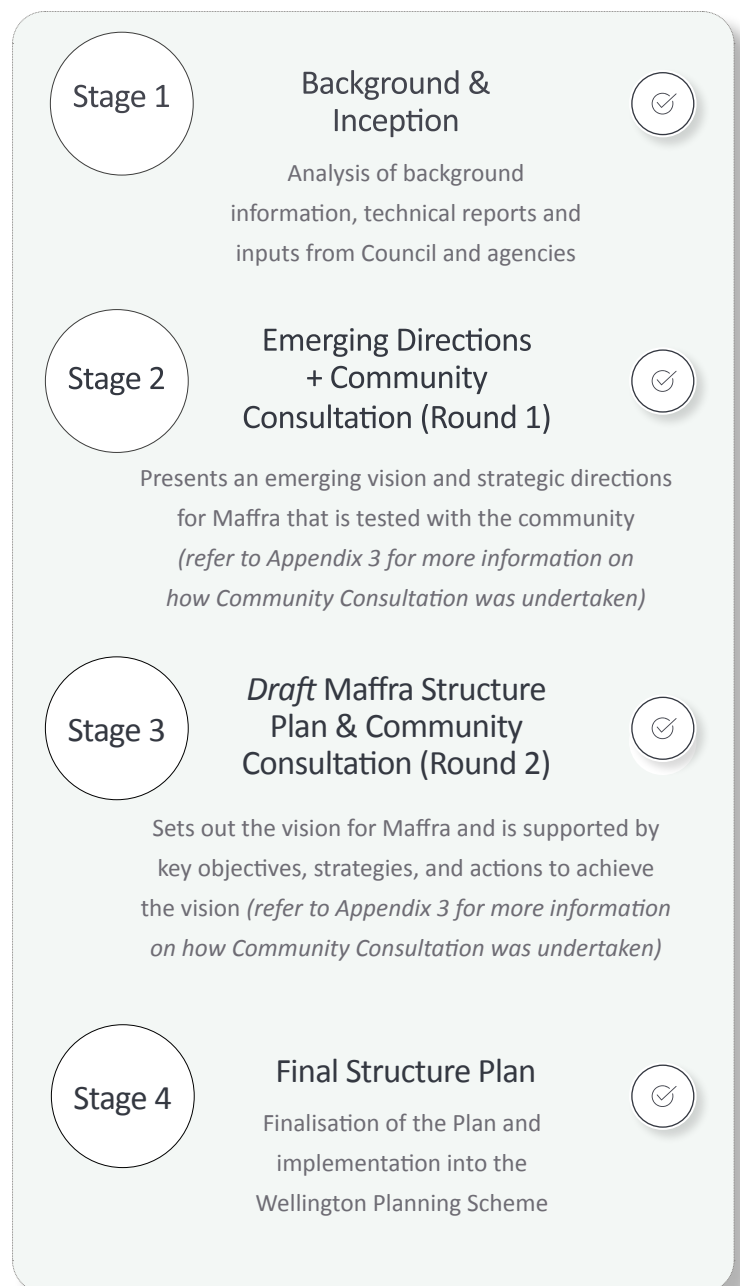 Stage 1
Background &
Inception
Analysis of background
information, technical reports and
inputs from Council and agencies
Stage 2
Emerging Directions
+ Community
Consultation (Round 1)
Presents an emerging vision and strategic directions
for Maffra that is tested with the community
(refer to Appendix 3 for more information on
how Community Consultation was undertaken)
Stage 3
Draft Maffra Structure
Plan & Community
Consultation (Round 2)
Sets out the vision for Maffra and is supported by
key objectives, strategies, and actions to achieve
the vision (refer to Appendix 3 for more information
on how Community Consultation was undertaken)
Stage 4
Final Structure Plan
Finalisation of the Plan and
implementation into the
Wellington Planning Scheme